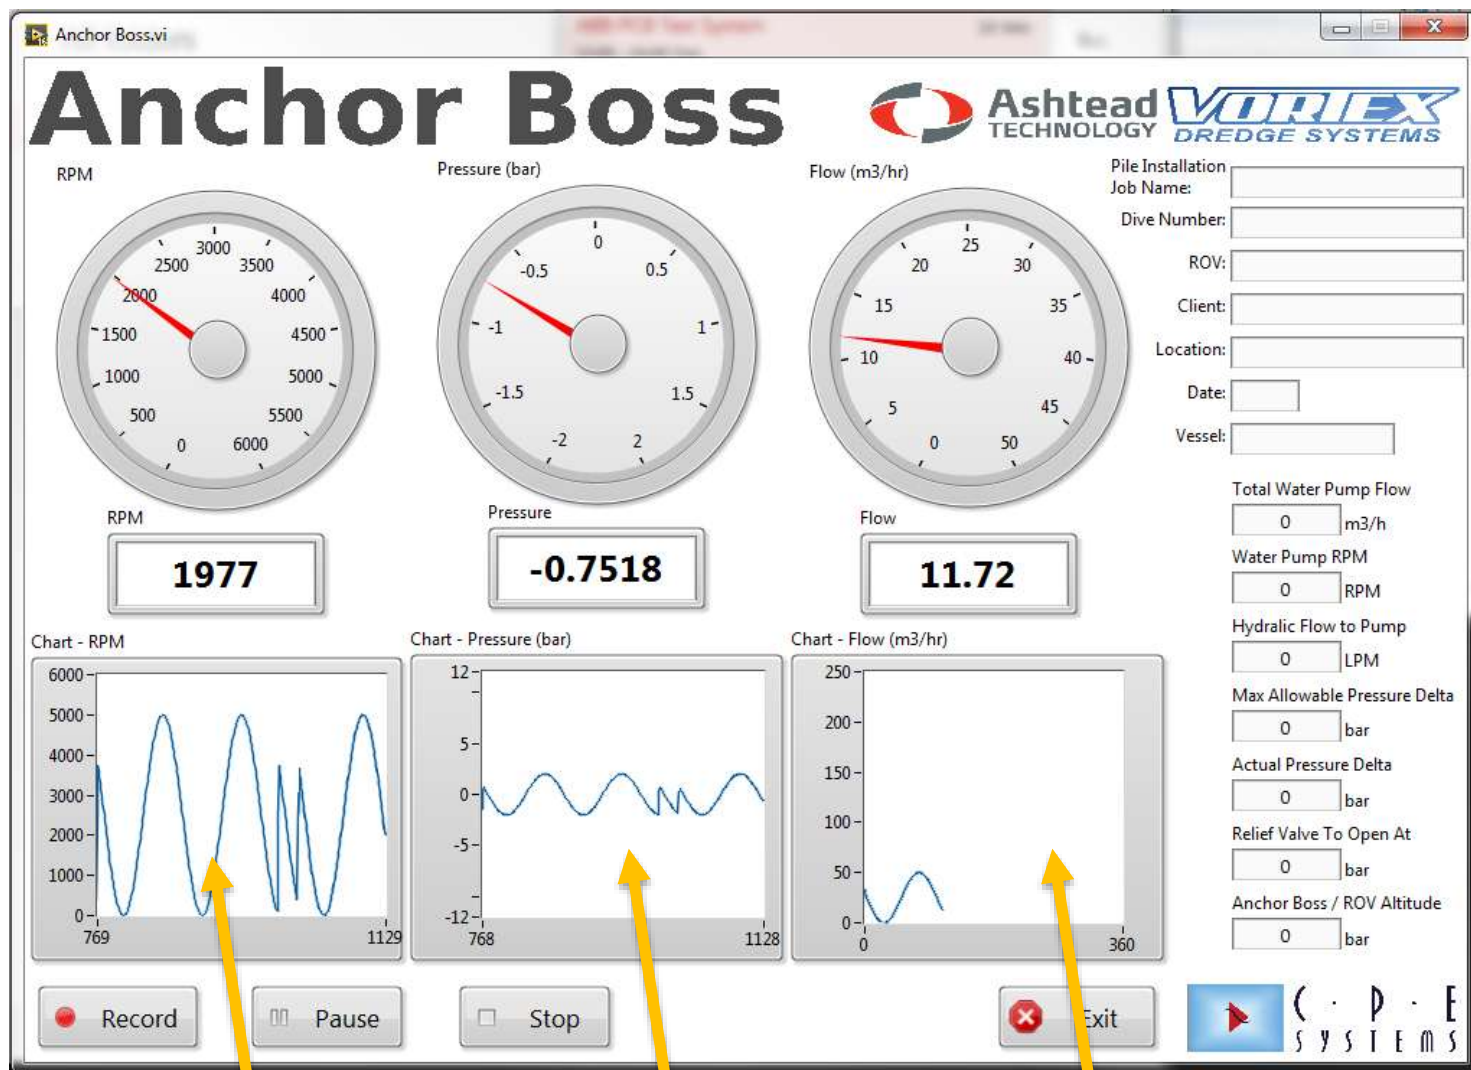 Anchor Boss.vi
Anchor Boss
Ashtead
TECHNOLOGY
VORTEX
DREDGE SYSTEMS
RPM
0
500
1000
1500
2000
2500
3000
3500
4000
4500
5000
5500
6000
RPM
1977
Pressure (bar)
-2
-1.5
-1
-0.5
0
0.5
1
1.5
2
Pressure
-0.7518
Flow (m3/hr)
0
5
10
15
20
25
30
35
40
45
50
Flow
11.72
Pile Installation
Job Name:
Dive Number:
ROV:
Client:
Location:
Date:
Vessel:
Total Water Pump Flow
0 m3/h
Water Pump RPM
0 RPM
Hydralic Flow to Pump
0 LPM
Max Allowable Pressure Delta
0 bar
Actual Pressure Delta
0 bar
Relief Valve To Open At
0 bar
Anchor Boss / ROV Altitude
0 bar
Chart - RPM
6000
5000
4000
3000
2000
1000
0
769 1129
Chart - Pressure (bar)
12
5
0
-5
-12
768 1128
Chart - Flow (m3/hr)
250
200
150
100
50
0
0 360
Record
Pause
Stop
Exit
C·P·E
SYSTEMS